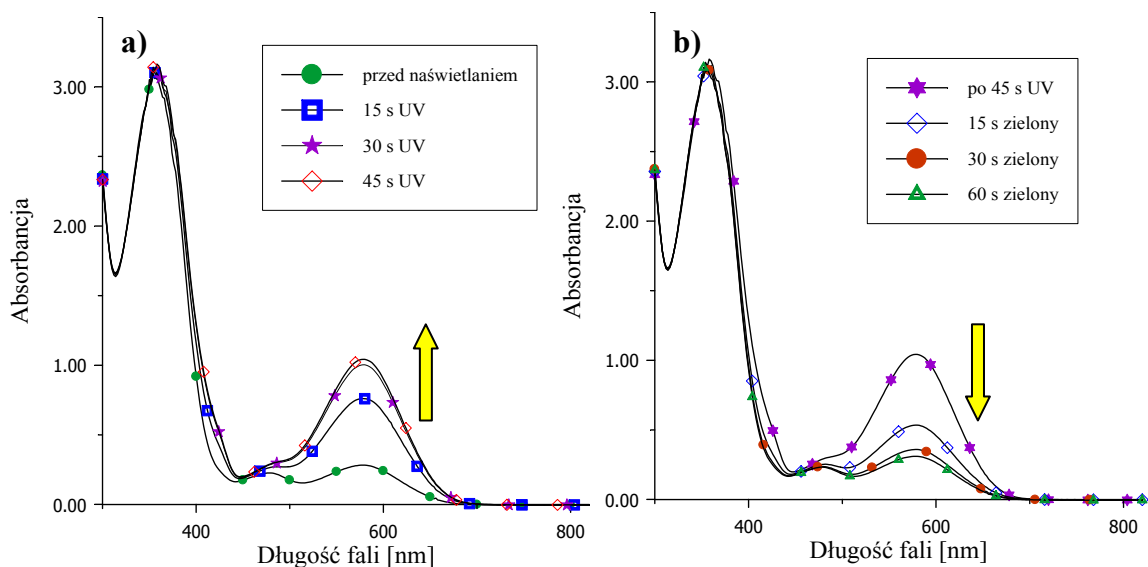 a)
przed naświetlaniem
15 s UV
30 s UV
45 s UV
3.00
2.00
1.00
0.00
Absorbancja
400
600
800
Długość fali [nm]
b)
po 45 s UV
15 s zielony
30 s zielony
60 s zielony
3.00
2.00
1.00
0.00
Absorbancja
400
600
800
Długość fali [nm]